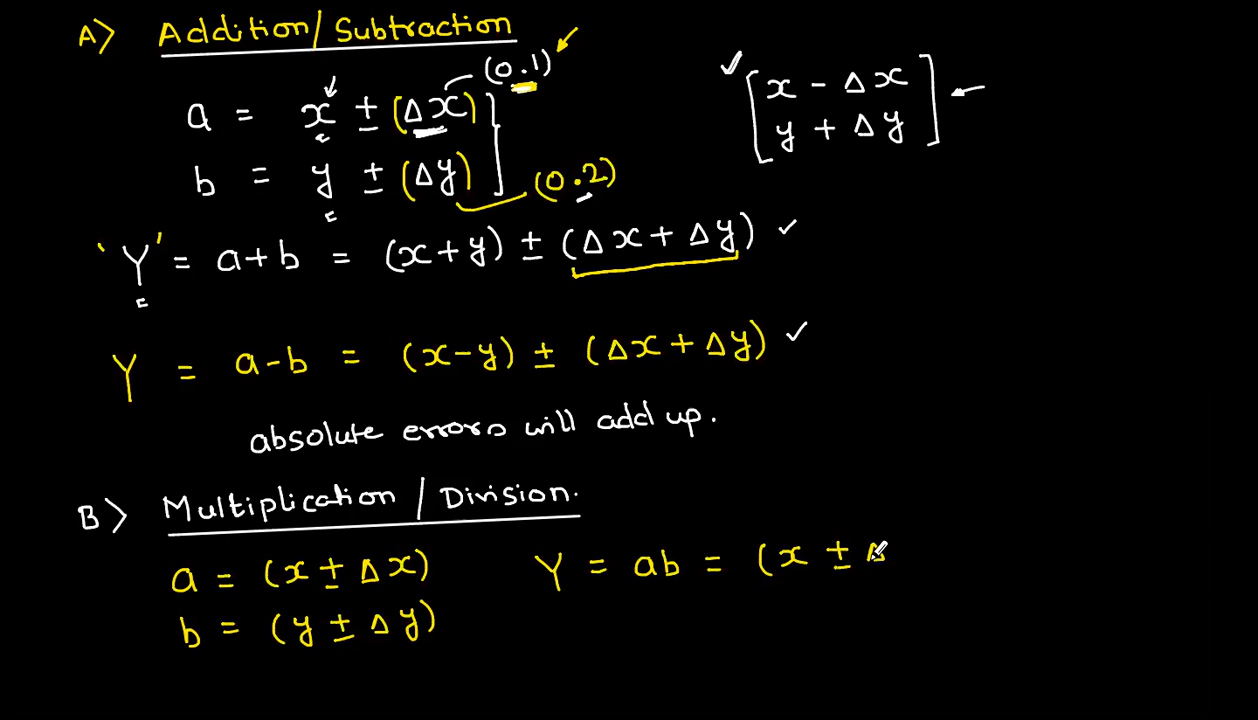 A) Addition/Subtraction
a = x ± (Δx) (0.1)
b = y ± (Δy) (0.2)
[x - Δx
y + Δy]
'Y' = a+b = (x+y) ± (Δx + Δy) ✓
Y = a-b = (x-y) ± (Δx + Δy) ✓
absolute errors will add up.
B) Multiplication / Division.
a = (x ± Δx)
b = (y ± Δy)
Y = ab = (x ± Δ